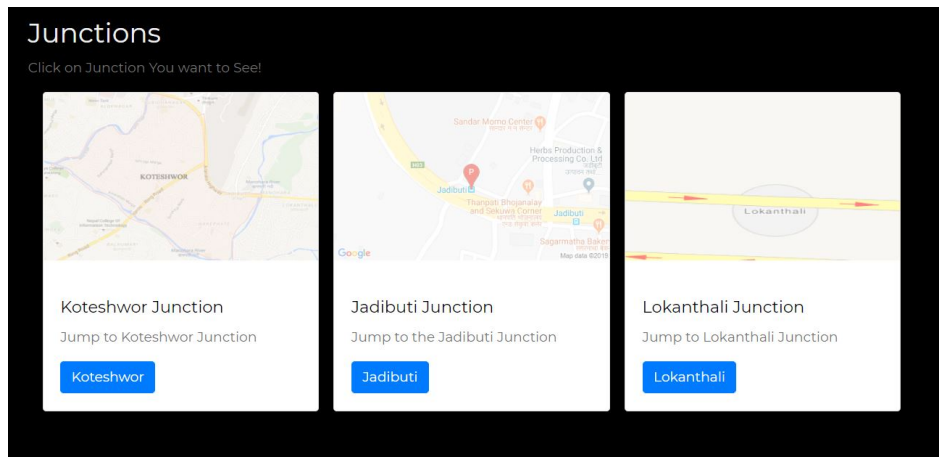 Junctions
Click on Junction You want to See!
KOTESHWOR
Sandar Momo Center
Herbs Production &
Processing Co. Ltd
Jadibuti
Thanpati Bhojanalay
and Sekuwa Corner
Jadibuti
Sagarmatha Baker
Google
Map data ©2018
Lokanthali
Koteshwor Junction
Jump to Koteshwor Junction
Koteshwor
Jadibuti Junction
Jump to the Jadibuti Junction
Jadibuti
Lokanthali Junction
Jump to Lokanthali Junction
Lokanthali